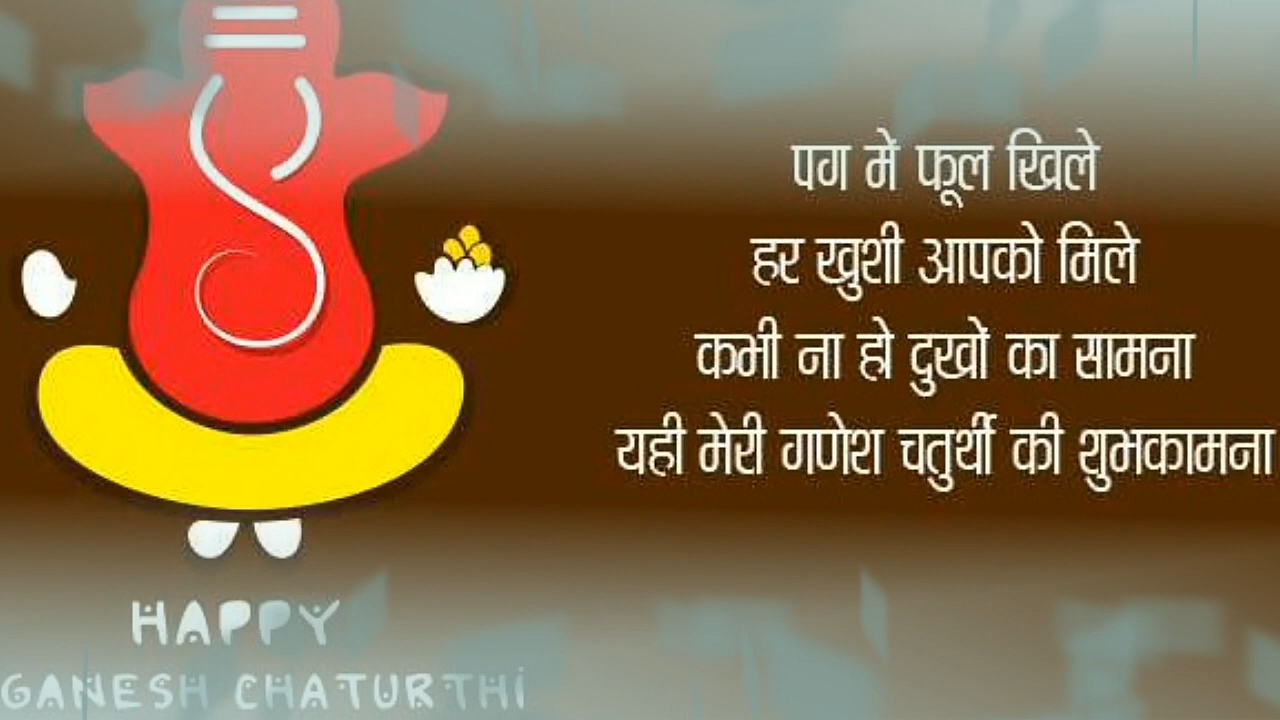 पग में फूल खिले
हर खुशी आपको मिले
कभी ना हो दुखों का सामना
यही मेरी गणेश चतुर्थी की शुभकामना
HAPPY
GANESH CHATURTHI